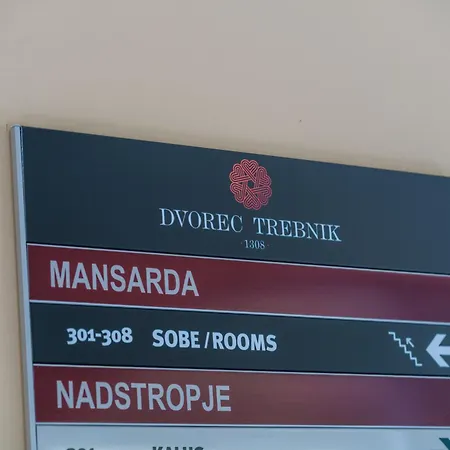 DVOREC TREBNIK
·1308·
MANSARDA
301-308 SOBE / ROOMS
NADSTROPJE